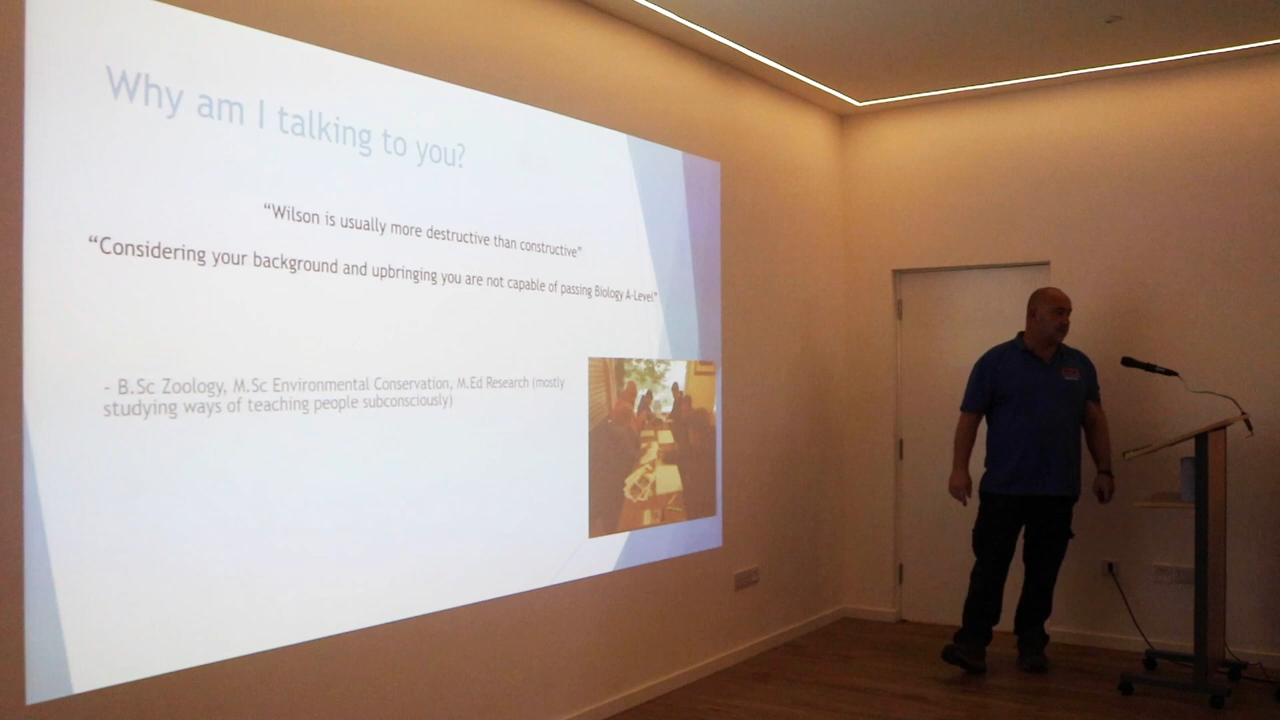 Why am I talking to you?
“Wilson is usually more destructive than constructive”
“Considering your background and upbringing you are not capable of passing Biology A-Level”
- B.Sc Zoology, M.Sc Environmental Conservation, M.Ed Research (mostly
studying ways of teaching people subconsciously)